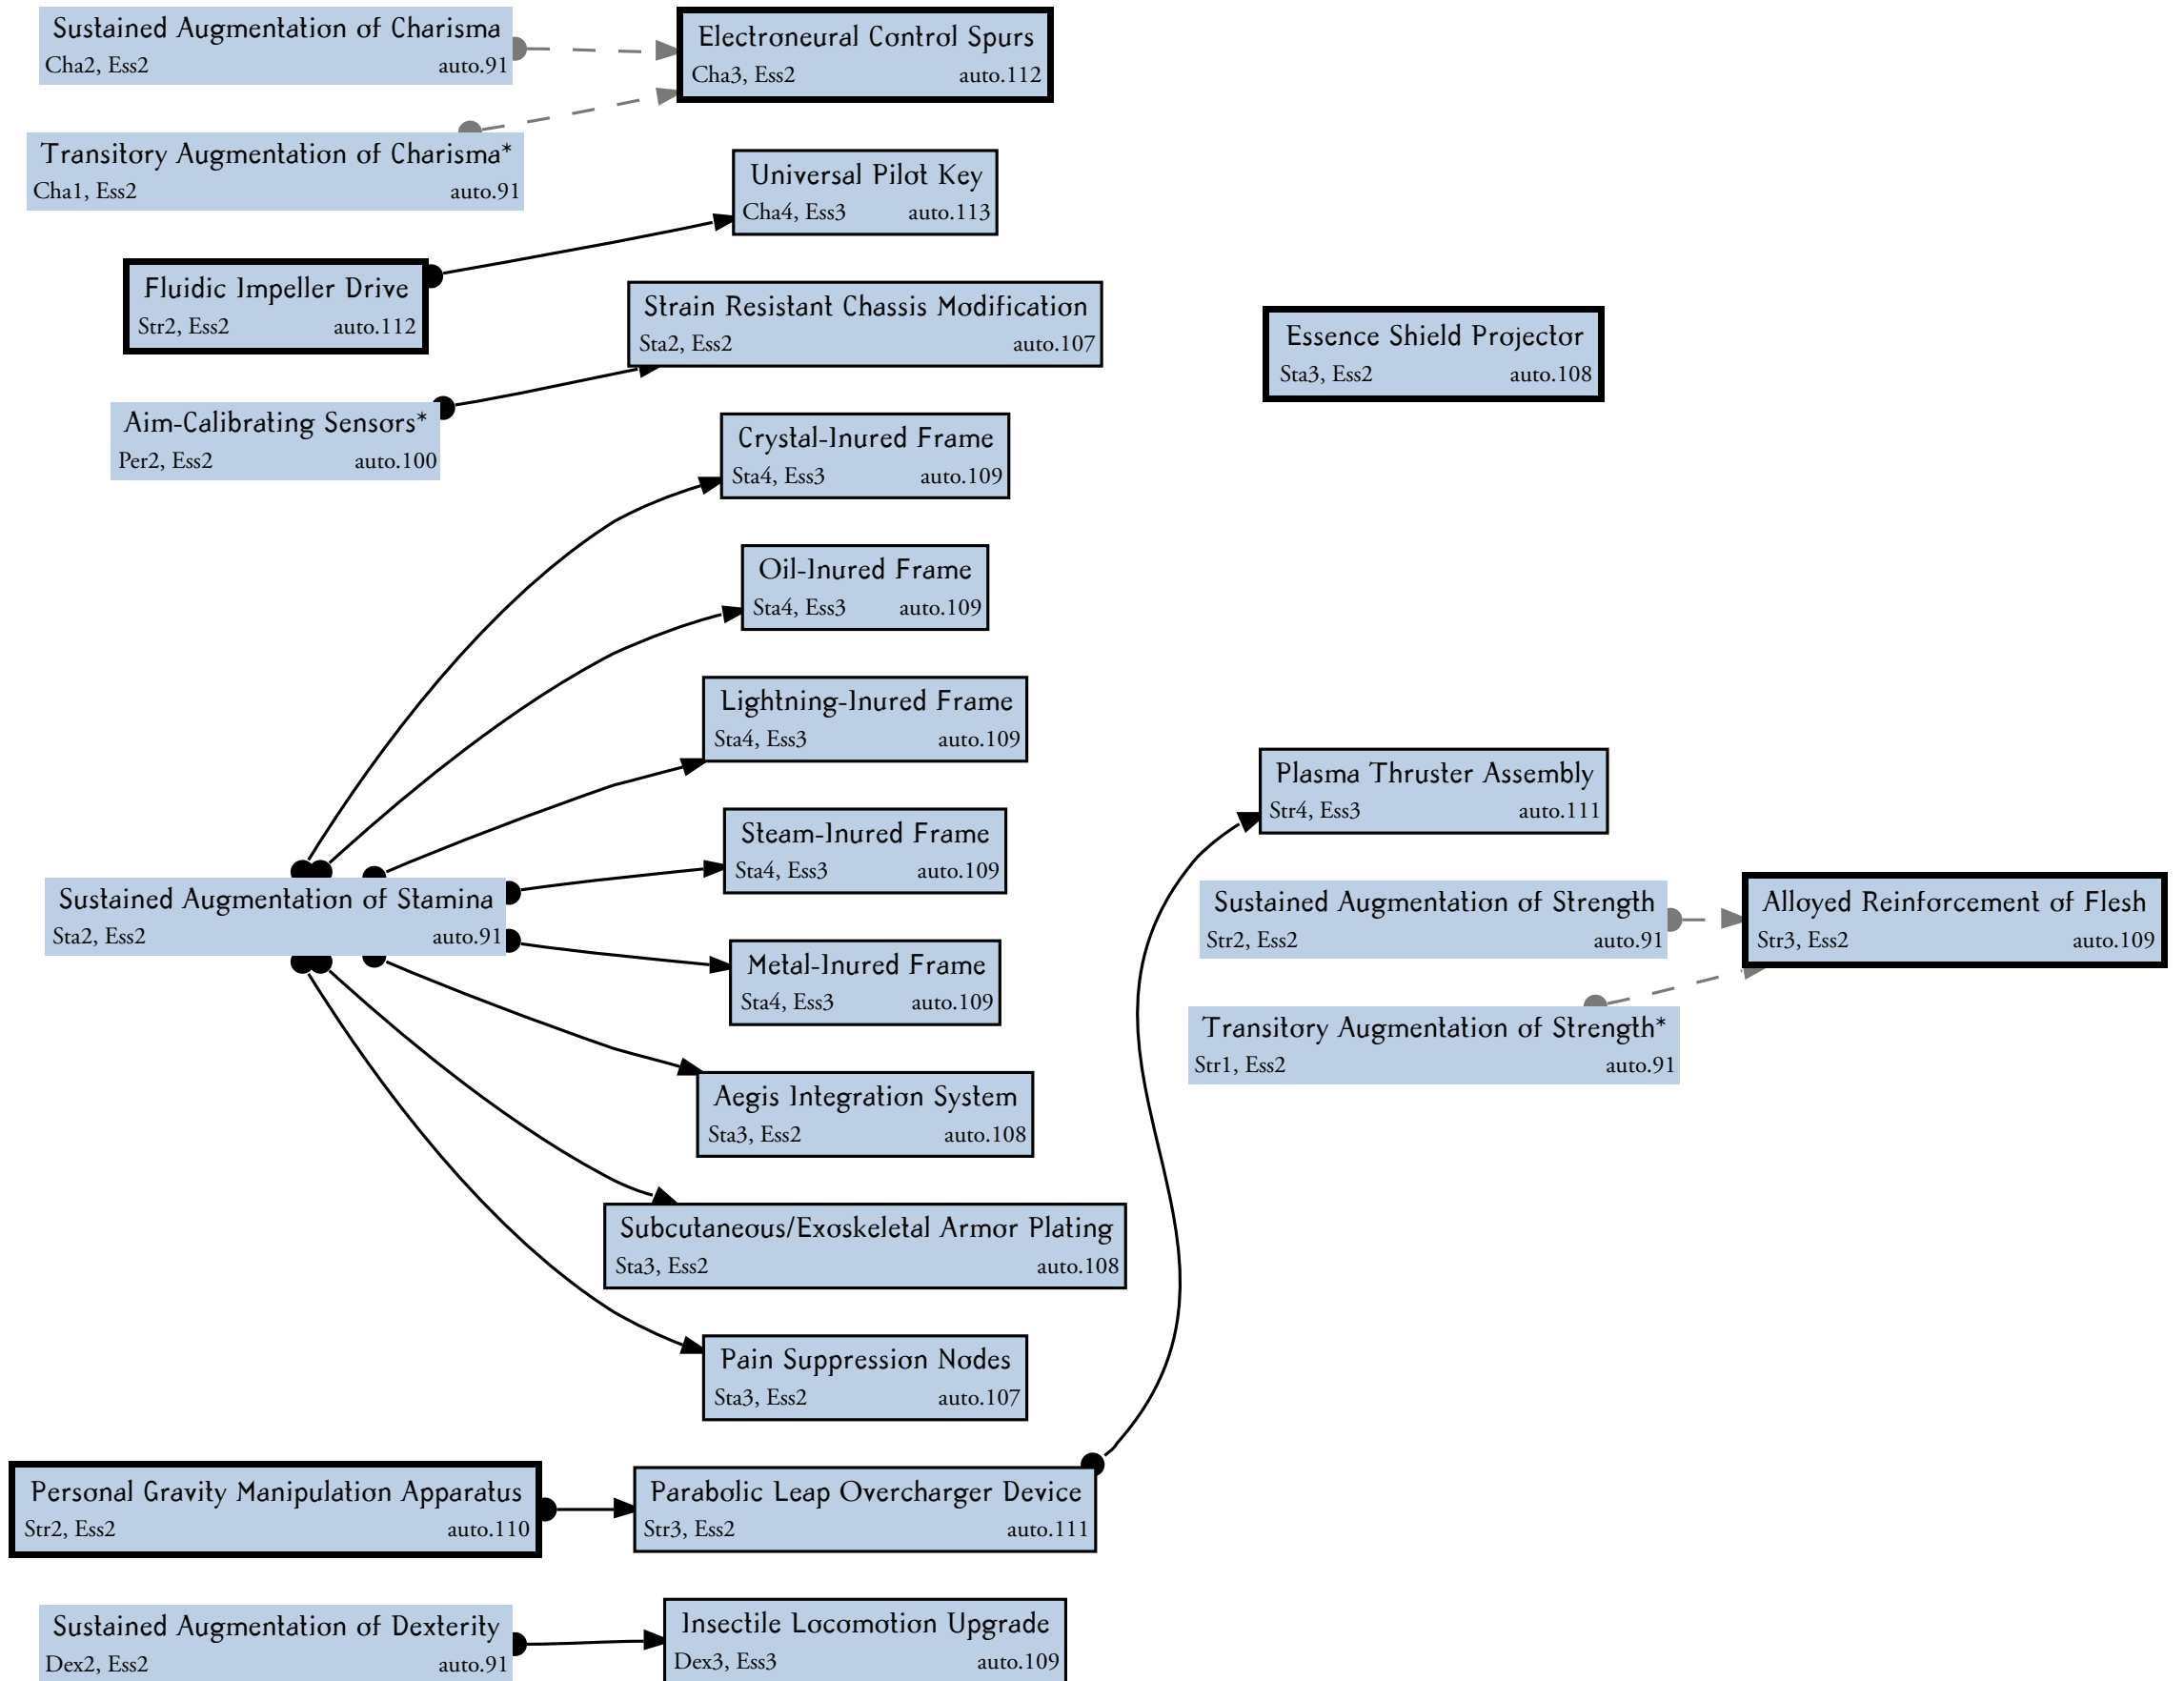 Sustained Augmentation of Charisma
Cha2, Ess2 auto.91
Electroneural Control Spurs
Cha3, Ess2 auto.112
Transitory Augmentation of Charisma*
Cha1, Ess2 auto.91
Universal Pilot Key
Cha4, Ess3 auto.113
Fluidic Impeller Drive
Str2, Ess2 auto.112
Strain Resistant Chassis Modification
Sta2, Ess2 auto.107
Essence Shield Projector
Sta3, Ess2 auto.108
Aim-Calibrating Sensors*
Per2, Ess2 auto.100
Crystal-Inured Frame
Sta4, Ess3 auto.109
Oil-Inured Frame
Sta4, Ess3 auto.109
Lightning-Inured Frame
Sta4, Ess3 auto.109
Plasma Thruster Assembly
Str4, Ess3 auto.111
Steam-Inured Frame
Sta4, Ess3 auto.109
Sustained Augmentation of Stamina
Sta2, Ess2 auto.91
Sustained Augmentation of Strength
Str2, Ess2 auto.91
Alloyed Reinforcement of Flesh
Str3, Ess2 auto.109
Metal-Inured Frame
Sta4, Ess3 auto.109
Transitory Augmentation of Strength*
Str1, Ess2 auto.91
Aegis Integration System
Sta3, Ess2 auto.108
Subcutaneous/Exoskeletal Armor Plating
Sta3, Ess2 auto.108
Pain Suppression Nodes
Sta3, Ess2 auto.107
Personal Gravity Manipulation Apparatus
Str2, Ess2 auto.110
Parabolic Leap Overcharger Device
Str3, Ess2 auto.111
Sustained Augmentation of Dexterity
Dex2, Ess2 auto.91
Insectile Locomotion Upgrade
Dex3, Ess3 auto.109